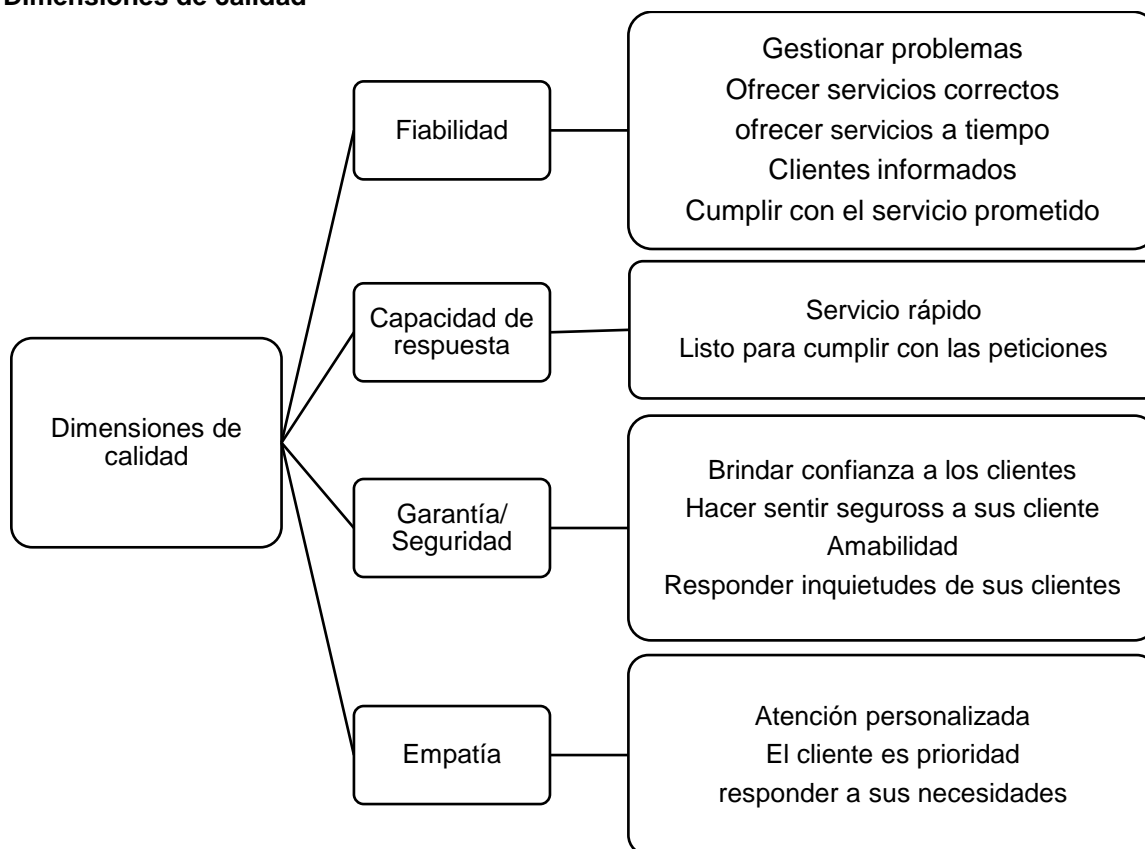 Dimensiones de calidad
Dimensiones de
calidad
Fiabilidad
Gestionar problemas
Ofrecer servicios correctos
ofrecer servicios a tiempo
Clientes informados
Cumplir con el servicio prometido
Capacidad de
respuesta
Servicio rápido
Listo para cumplir con las peticiones
Garantía/
Seguridad
Brindar confianza a los clientes
Hacer sentir seguross a sus cliente
Amabilidad
Responder inquietudes de sus clientes
Empatía
Atención personalizada
El cliente es prioridad
responder a sus necesidades